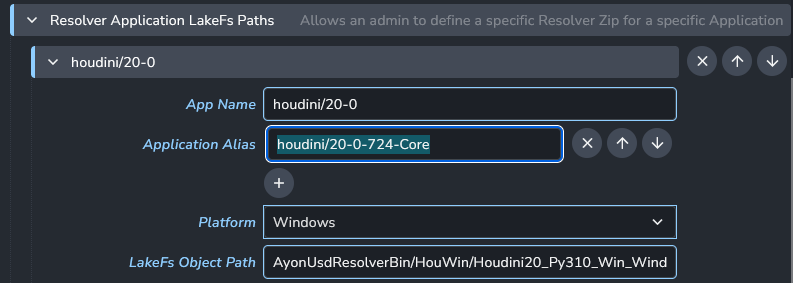 Resolver Application LakeFs Paths Allows an admin to define a specific Resolver Zip for a specific Application
houdini/20-0
App Name houdini/20-0
Application Alias houdini/20-0-724-Core
Platform Windows
LakeFs Object Path AyonUsdResolverBin/HouWin/Houdini20_Py310_Win_Wind